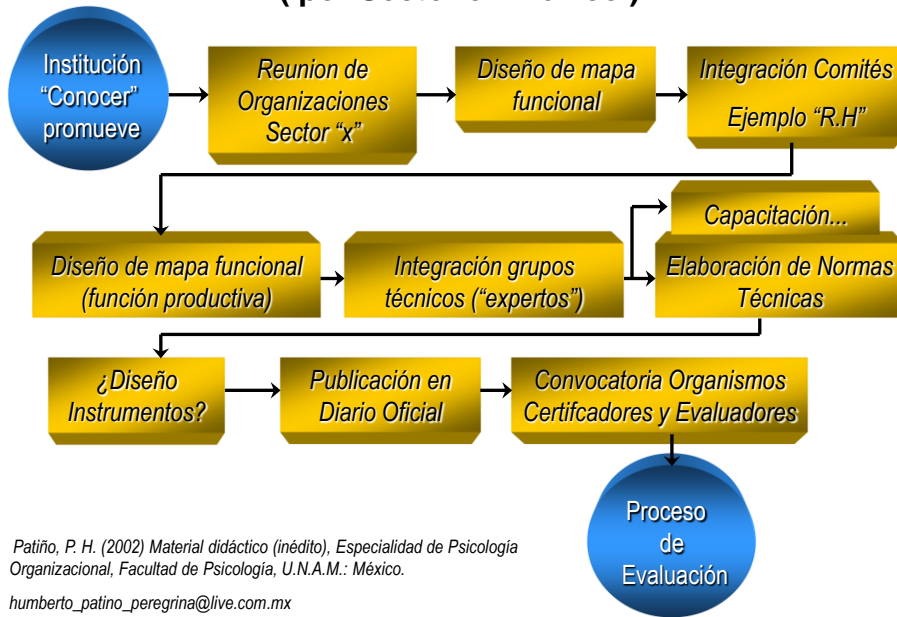 Institución
“Conocer”
promueve
Reunion de
Organizaciones
Sector “x”
Diseño de mapa
funcional
Integración Comités
Ejemplo “R.H”
Capacitación...
Diseño de mapa funcional
(función productiva)
Integración grupos
técnicos (“expertos”)
Elaboración de Normas
Técnicas
¿Diseño
Instrumentos?
Publicación en
Diario Oficial
Convocatoria Organismos
Certifcadores y Evaluadores
Proceso
de
Evaluación
Patiño, P. H. (2002) Material didáctico (inédito), Especialidad de Psicología
Organizacional, Facultad de Psicología, U.N.A.M.: México.
humberto_patino_peregrina@live.com.mx